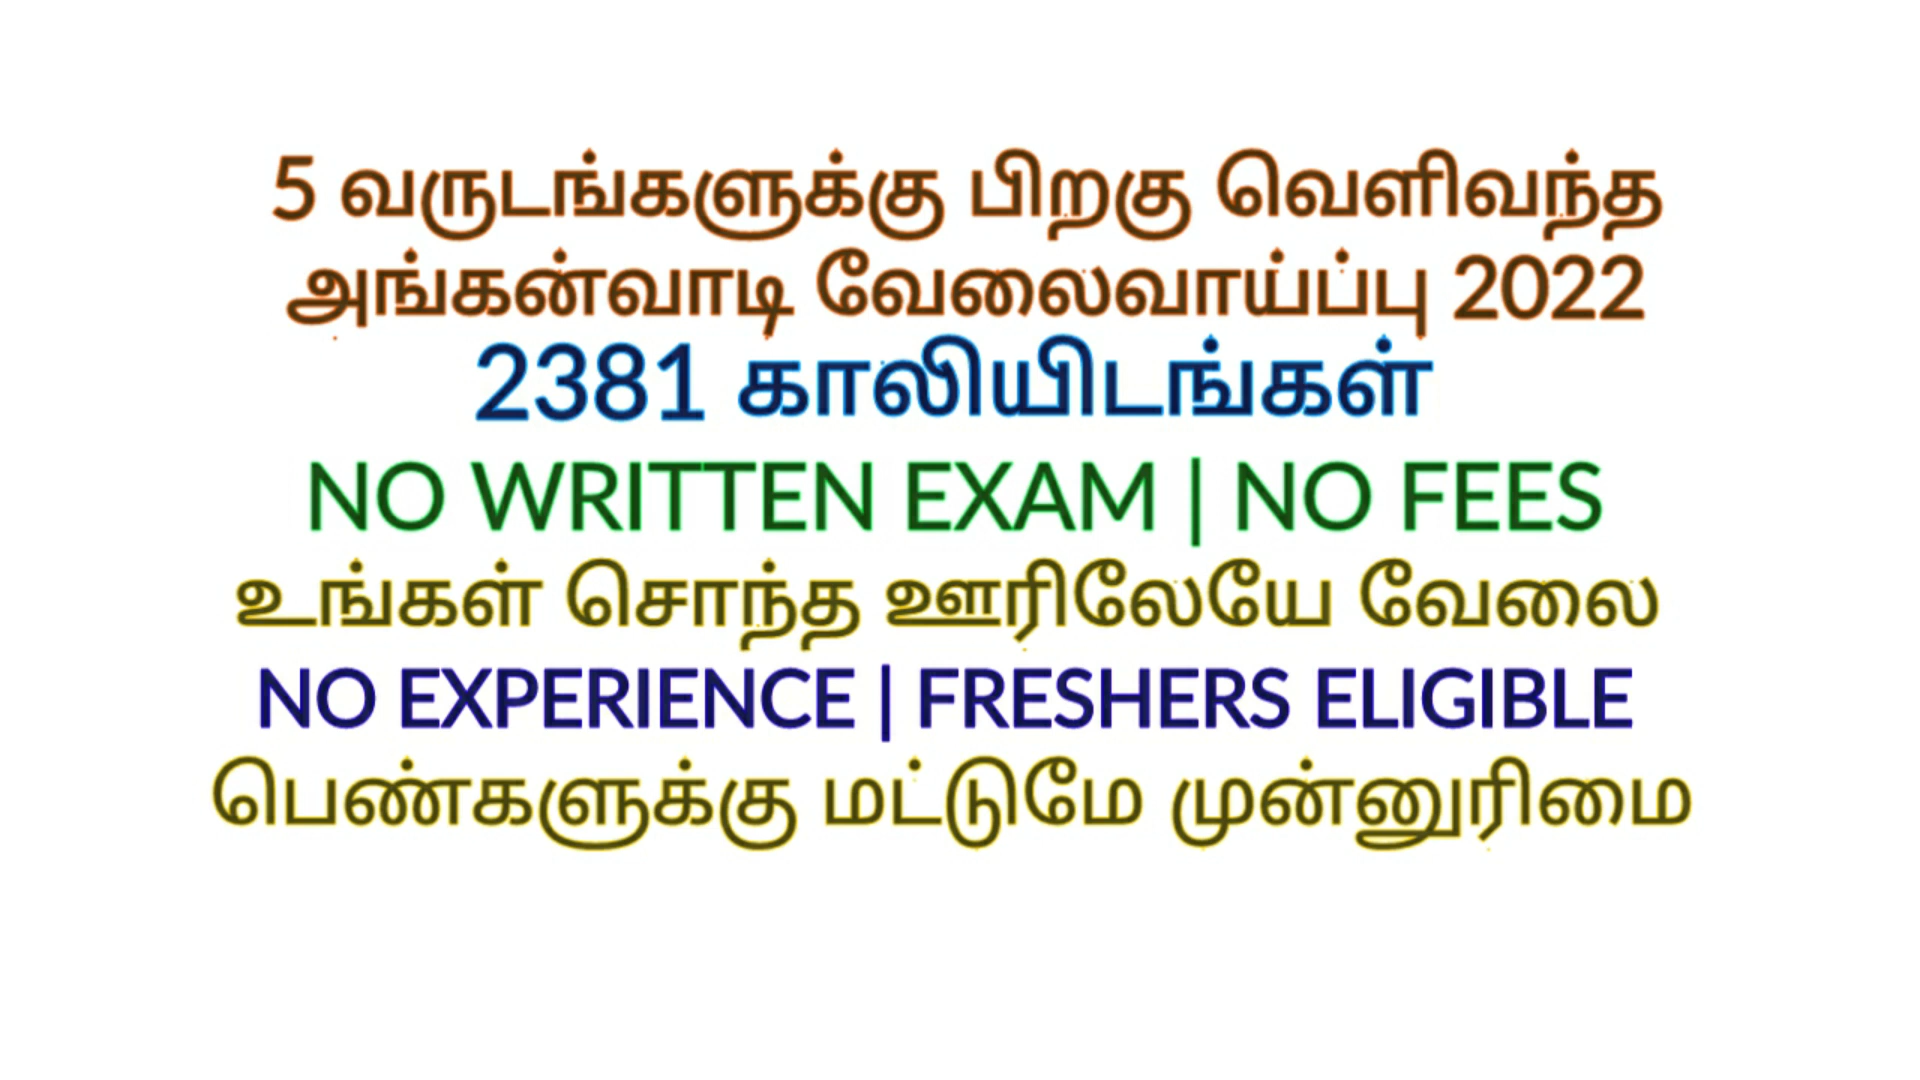 5 வருடங்களுக்கு பிறகு வெளிவந்த
அங்கன்வாடி வேலைவாய்ப்பு 2022
2381 காலியிடங்கள்
NO WRITTEN EXAM | NO FEES
உங்கள் சொந்த ஊரிலேயே வேலை
NO EXPERIENCE | FRESHERS ELIGIBLE
பெண்களுக்கு மட்டுமே முன்னுரிமை